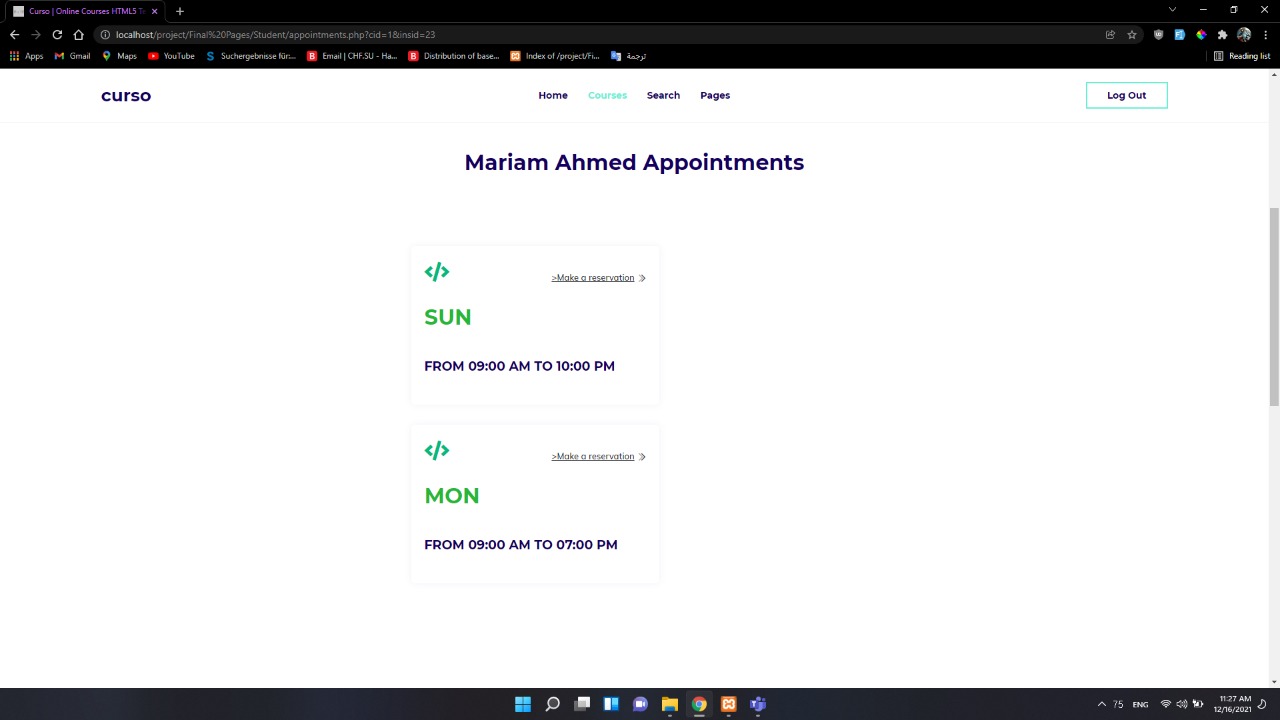 Curso | Online Courses HTML5 Te
localhost/project/Final%20Pages/Student/appointments.php?cid=1&insid=23
Apps Gmail Maps YouTube Suchergebnisse für:... Email | CHF.SU - Ha... Distribution of base... Index of /project/Fi... ترجمة Reading list
curso Home Courses Search Pages Log Out
Mariam Ahmed Appointments
>Make a reservation
SUN
FROM 09:00 AM TO 10:00 PM
>Make a reservation
MON
FROM 09:00 AM TO 07:00 PM
75 ENG 11:27 AM
12/16/2021